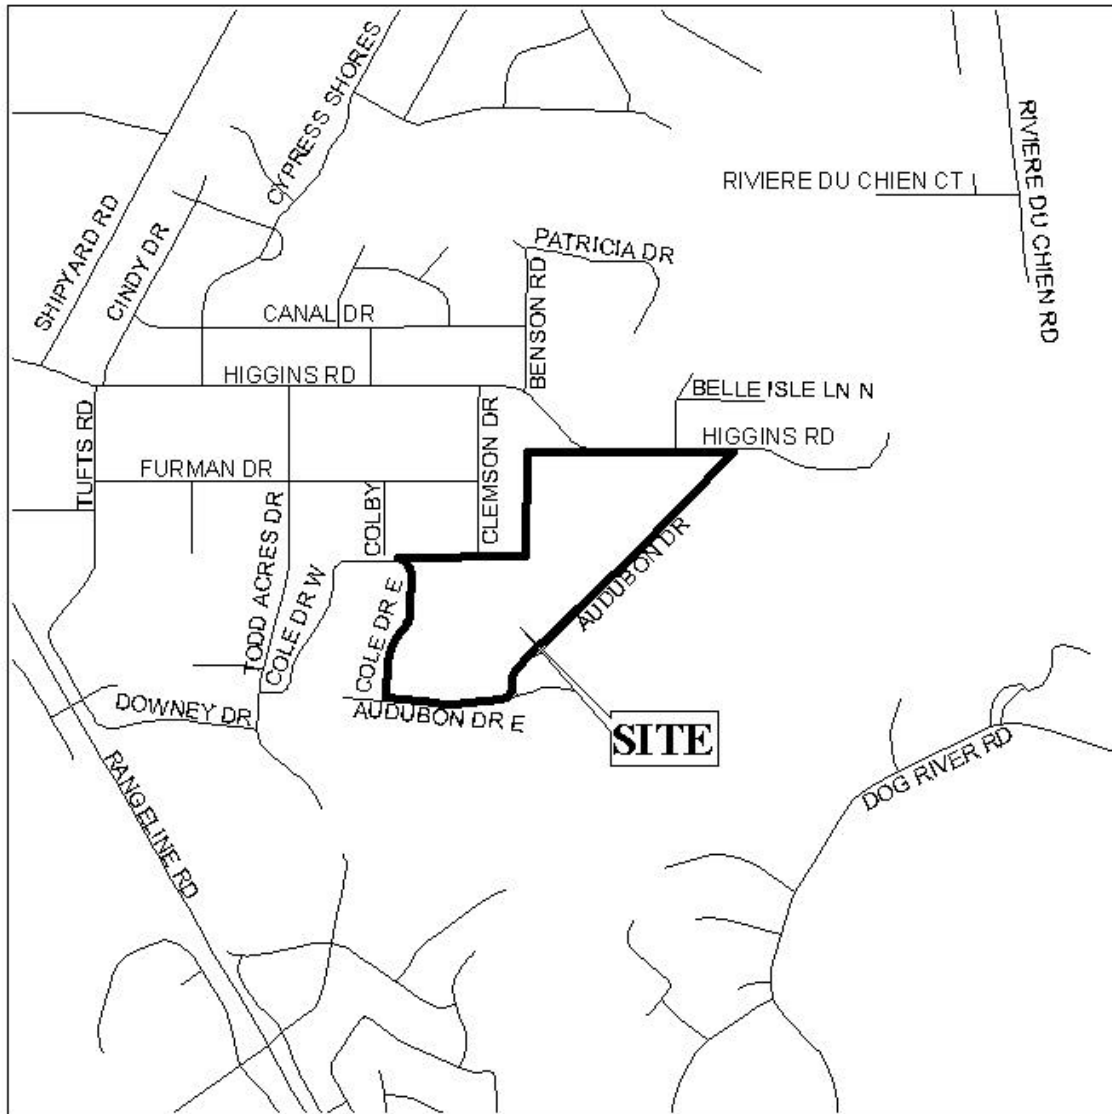 CYPRESS SHORES
RIVIERE DU CHIEN RD
RIVIERE DU CHIEN CT
SHIPYARD RD
CINDY DR
PATRICIA DR
BENSON RD
CANAL DR
HIGGINS RD
BELLE ISLE LN N
HIGGINS RD
TUFTS RD
CLEMSON DR
FURMAN DR
COLBY
TODD ACRES DR
COLE DR W
COLE DR E
AUDUBON DR
DOWNEY DR
AUDUBON DR E
SITE
DOG RIVER RD
RANGELINE RD